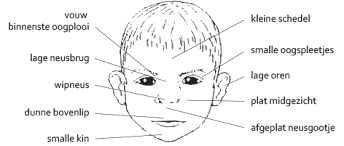 vouw
binnenste oogplooi
lage neusbrug
wipneus
dunne bovenlip
smalle kin
kleine schedel
smalle oogspleetjes
lage oren
plat midgezicht
afgeplat neusgootje